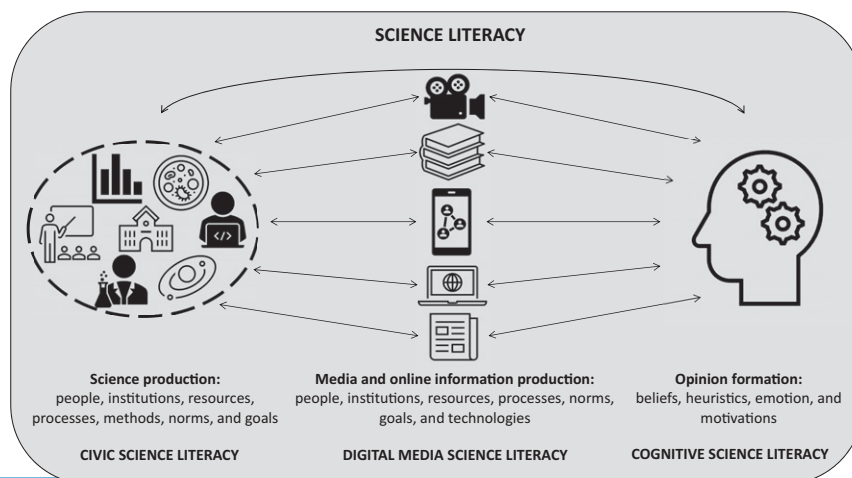 SCIENCE LITERACY
</>
Science production:
people, institutions, resources,
processes, methods, norms, and goals
CIVIC SCIENCE LITERACY
Media and online information production:
people, institutions, resources, processes, norms,
goals, and technologies
DIGITAL MEDIA SCIENCE LITERACY
Opinion formation:
beliefs, heuristics, emotion, and
motivations
COGNITIVE SCIENCE LITERACY